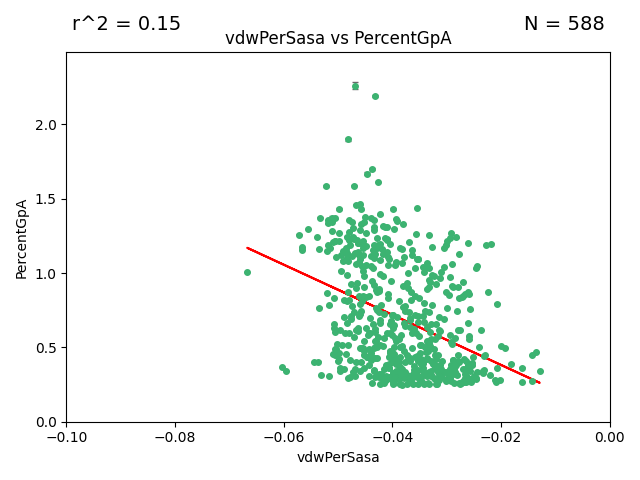 r^2 = 0.15
N = 588
vdwPerSasa vs PercentGpA
PercentGpA
2.0
1.5
1.0
0.5
0.0
−0.10
−0.08
−0.06
−0.04
−0.02
0.00
vdwPerSasa